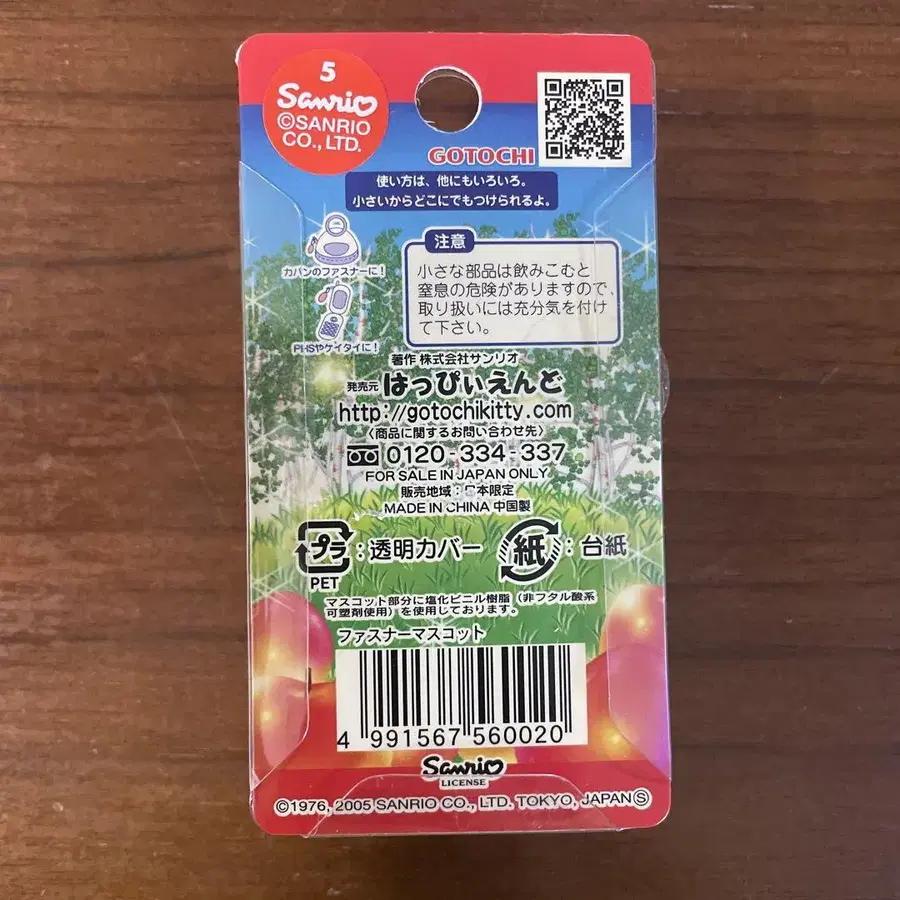 5
Sanrio
©SANRIO
CO., LTD.
GOTOCHI
使い方は、他にもいろいろ。
小さいからどこにでもつけられるよ。
カバンのファスナーに!
PHSやケイタイに!
注意
小さな部品は飲みこむと
窒息の危険がありますので、
取り扱いには充分気を付け
て下さい。
著作 株式会社サンリオ
発売元 はっぴぃえんど
http://gotochikitty.com
〈商品に関するお問い合わせ先〉
0120-334-337
FOR SALE IN JAPAN ONLY
販売地域:日本限定
MADE IN CHINA 中国製
プラ:透明カバー
PET
紙:台紙
マスコット部分に塩化ビニル樹脂(非フタル酸系
可塑剤使用)を使用しております。
ファスナーマスコット
4 991567 560020
Sanrio
LICENSE
©1976, 2005 SANRIO CO., LTD. TOKYO, JAPAN Ⓢ